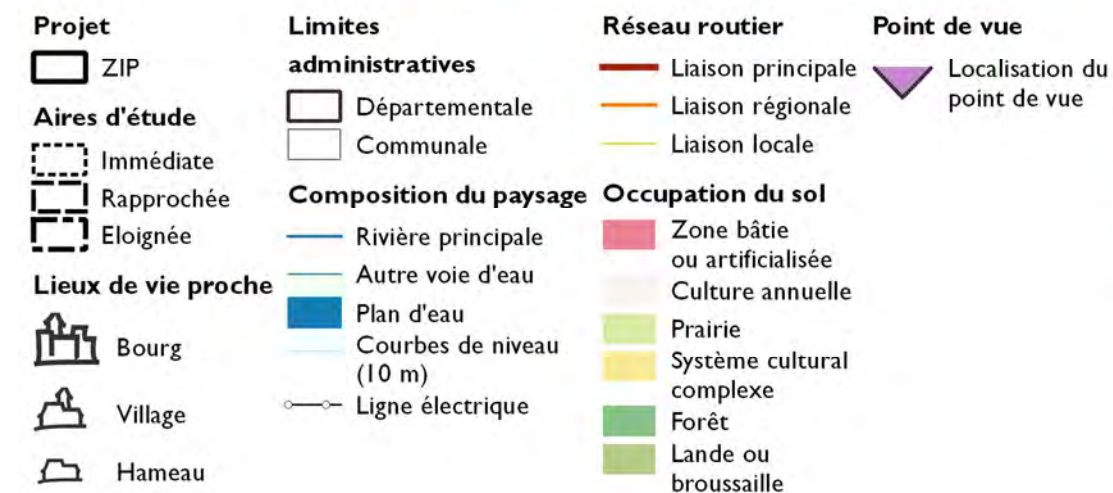 Projet
ZIP
Aires d'étude
Immédiate
Rapprochée
Eloignée
Lieux de vie proche
Bourg
Village
Hameau
Limites
administratives
Départementale
Communale
Composition du paysage
Rivière principale
Autre voie d'eau
Plan d'eau
Courbes de niveau
(10 m)
Ligne électrique
Réseau routier
Liaison principale
Liaison régionale
Liaison locale
Occupation du sol
Zone bâtie
ou artificialisée
Culture annuelle
Prairie
Système cultural
complexe
Forêt
Lande ou
broussaille
Point de vue
Localisation du
point de vue